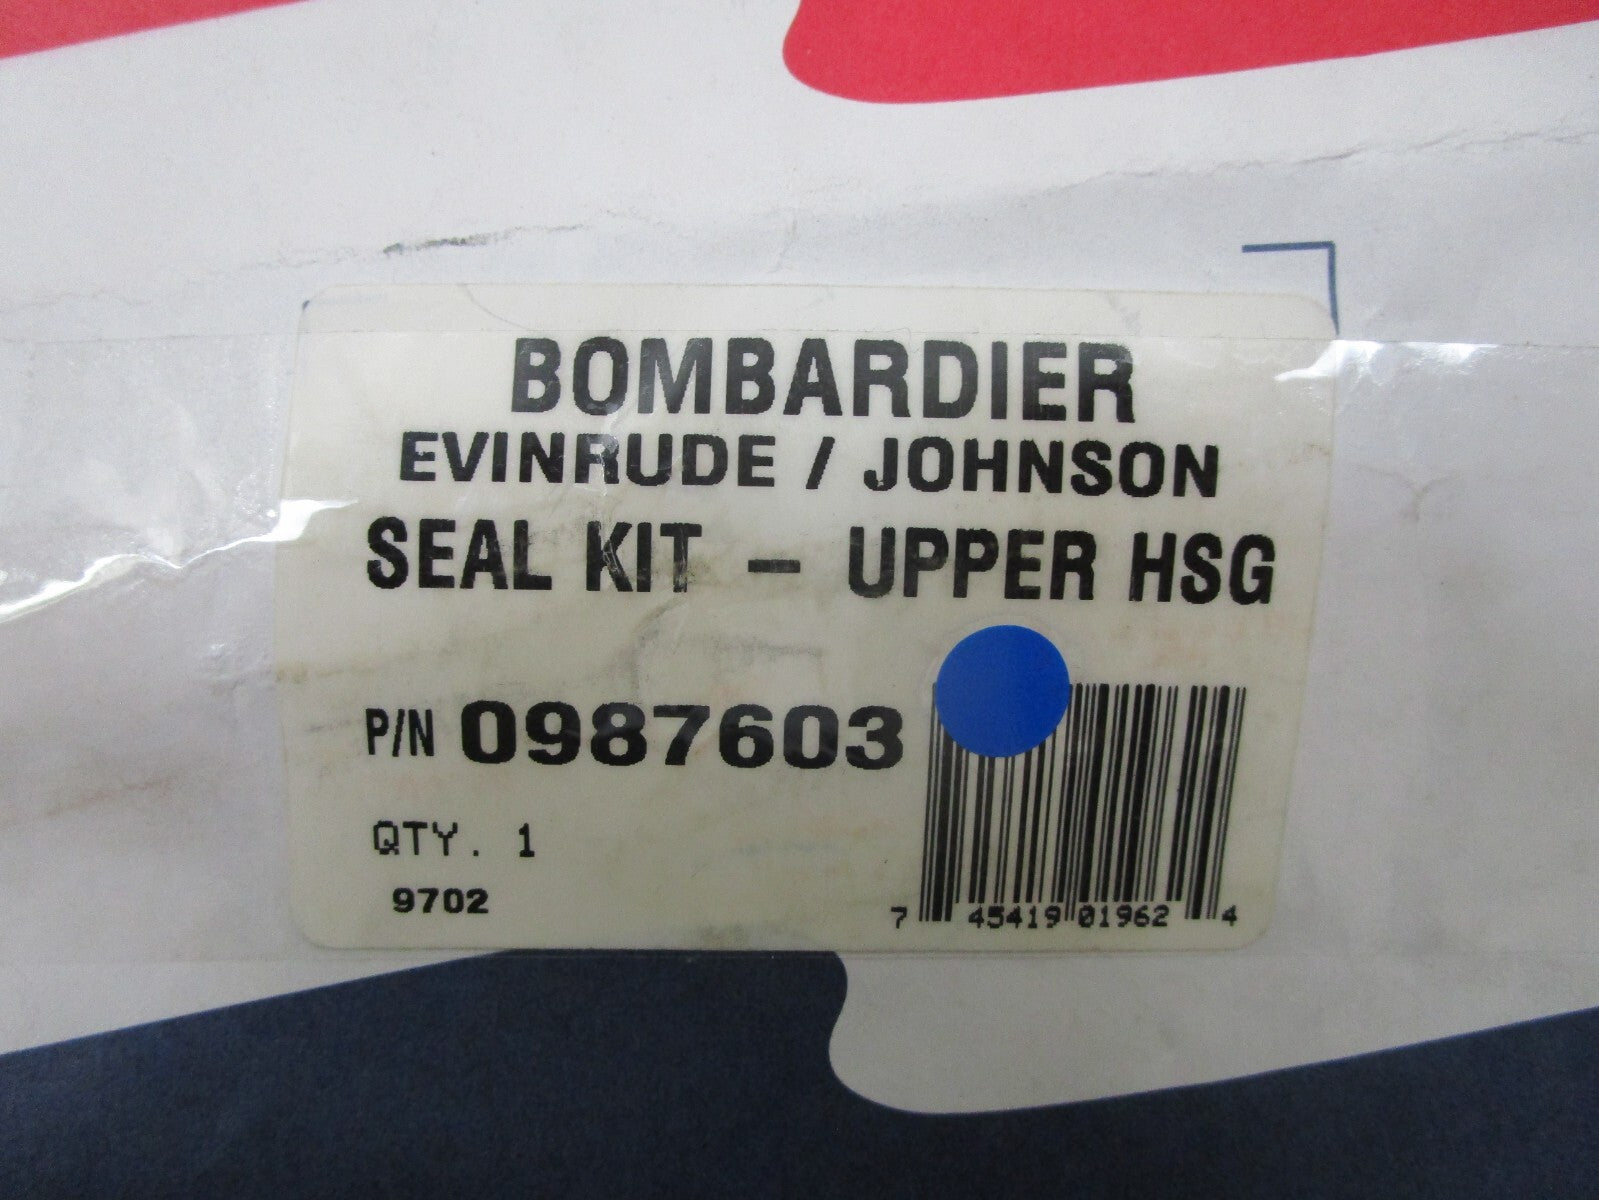 BOMBARDIER
EVINRUDE / JOHNSON
SEAL KIT - UPPER HSG
P/N 0987603
QTY. 1
9702
7 45419 01962 4